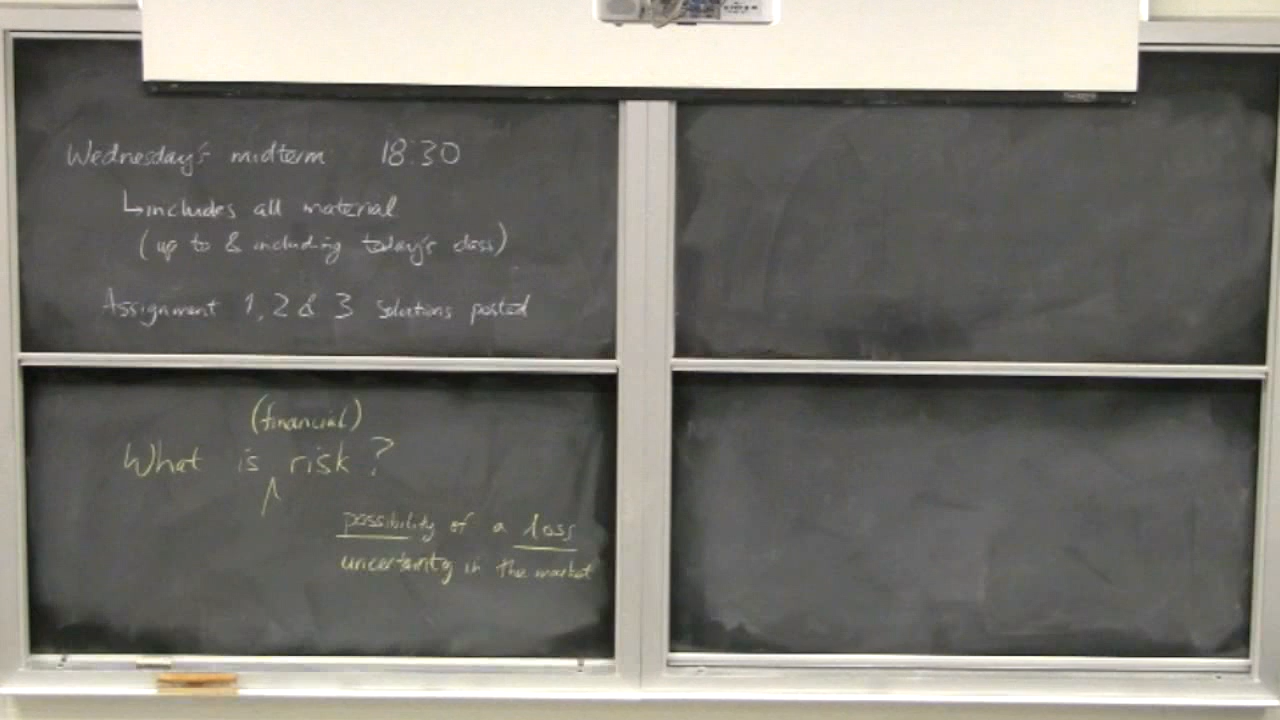 Wednesday's midterm 18:30
↳ includes all material
(up to & including today's class)
Assignment 1, 2 & 3 solutions posted
(financial)
What is risk?
possibility of a loss
uncertainty in the market